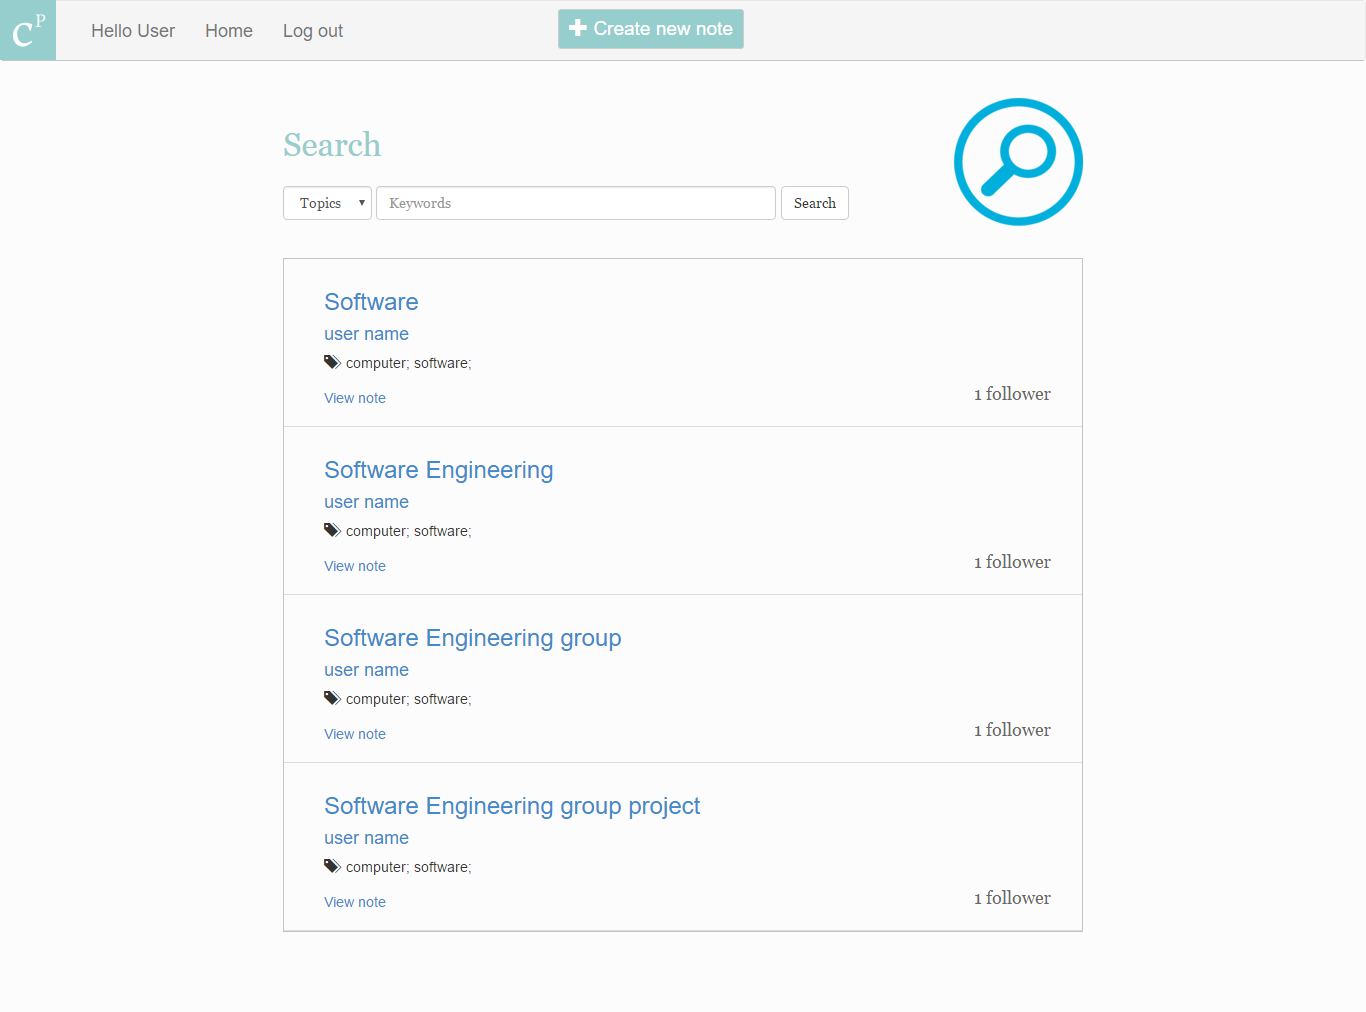 CP Hello User Home Log out Create new note
Search
Topics Keywords Search
Software
user name
computer; software;
View note 1 follower
Software Engineering
user name
computer; software;
View note 1 follower
Software Engineering group
user name
computer; software;
View note 1 follower
Software Engineering group project
user name
computer; software;
View note 1 follower